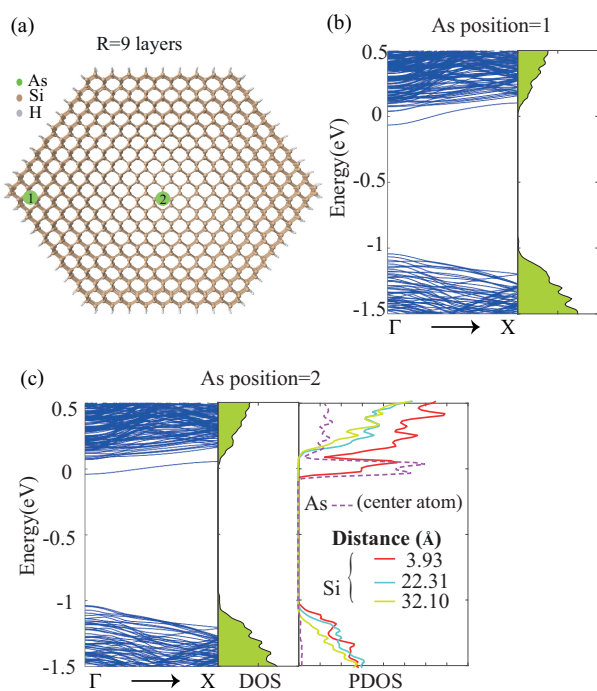 (a)
R=9 layers
As
Si
H
1
2
(b)
As position=1
Energy(eV)
0.5
0
-0.5
-1
-1.5
Γ
X
(c)
As position=2
Energy(eV)
0.5
0
-0.5
-1
-1.5
As (center atom)
Distance (Å)
Si
3.93
22.31
32.10
Γ
X
DOS
PDOS